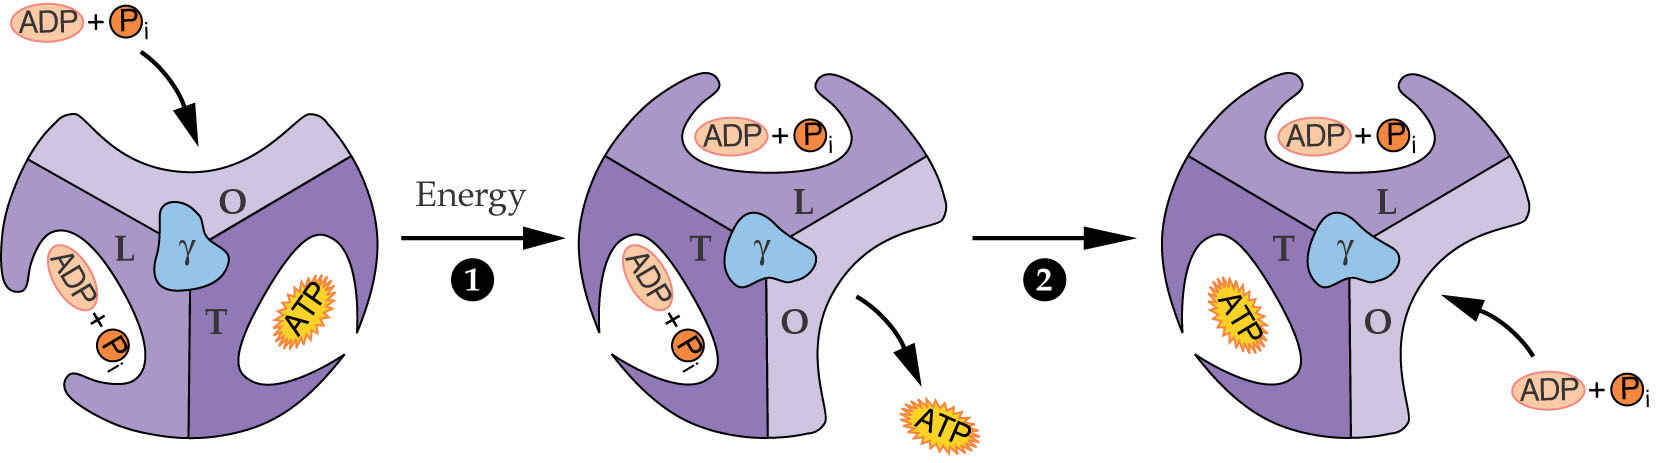 ADP + Pi
O
L
γ
T
ADP + Pi
ATP
Energy
1
ADP + Pi
L
T
γ
O
ADP + Pi
ATP
2
ADP + Pi
L
T
γ
O
ATP
ADP + Pi